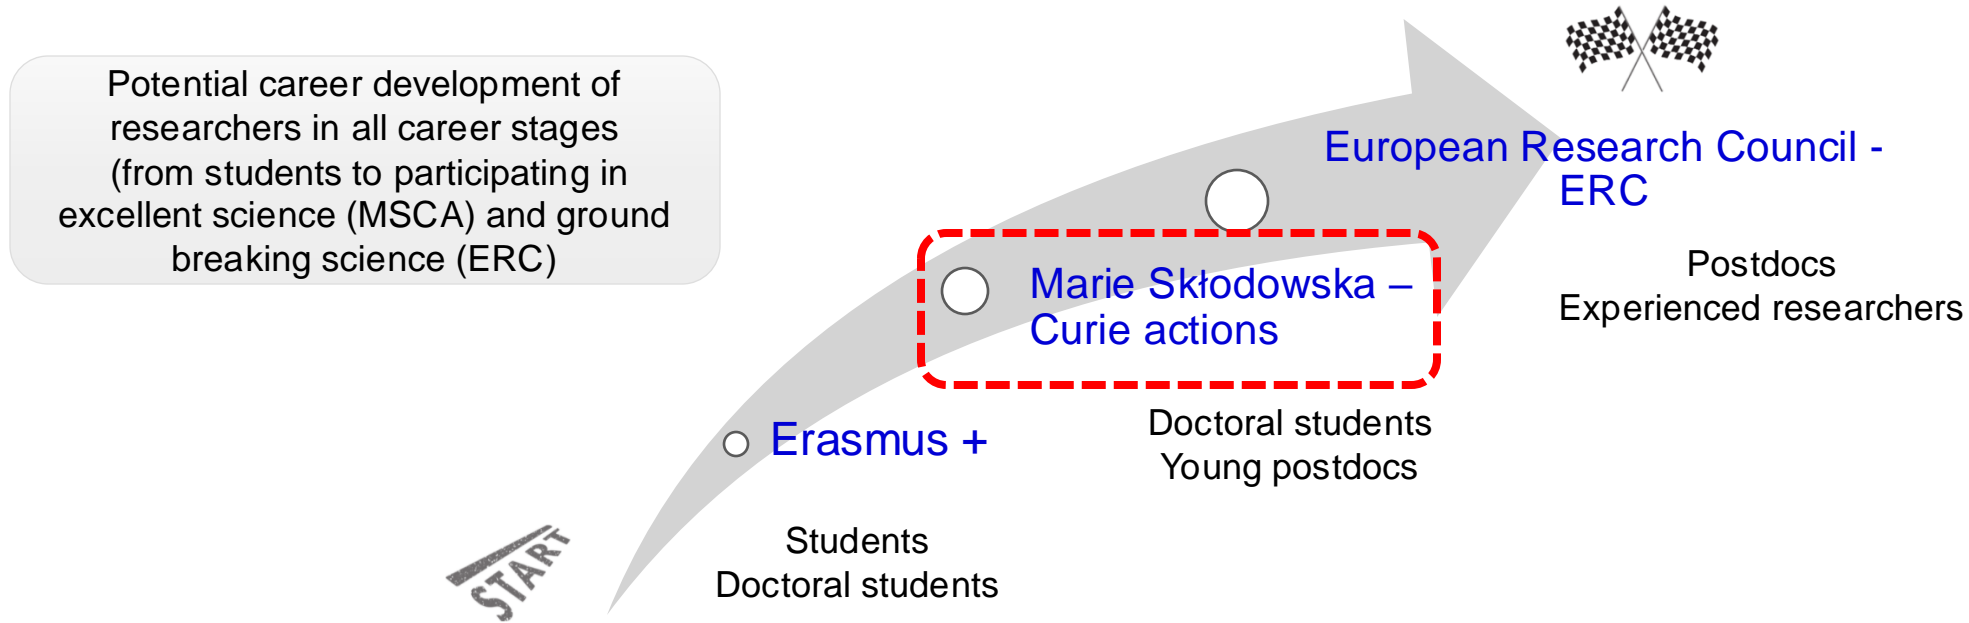 Potential career development of
researchers in all career stages
(from students to participating in
excellent science (MSCA) and ground
breaking science (ERC)
European Research Council -
ERC
Postdocs
Experienced researchers
Marie Skłodowska –
Curie actions
Doctoral students
Young postdocs
Erasmus +
Students
Doctoral students
START